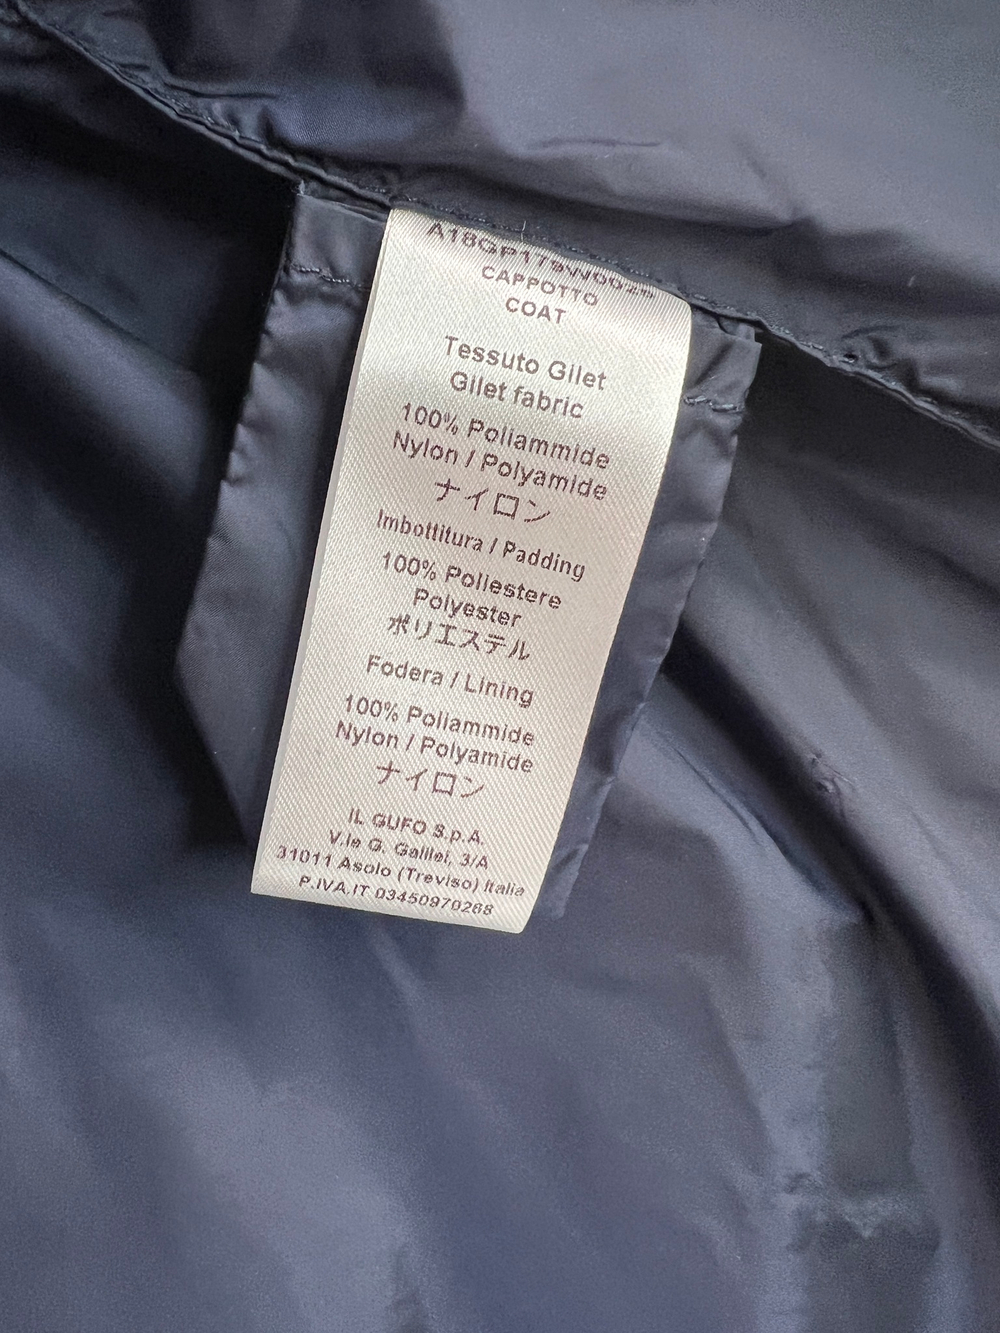 CAPPOTTO
COAT
Tessuto Gilet
Gilet fabric
100% Poliammide
Nylon / Polyamide
ナイロン
Imbottitura / Padding
100% Poliestere
Polyester
ポリエステル
Fodera / Lining
100% Poliammide
Nylon / Polyamide
ナイロン
IL GUFO S.p.A.
V.le G. Galilei, 3/A
31011 Asolo (Treviso) Italia
P.IVA.IT 03450970268